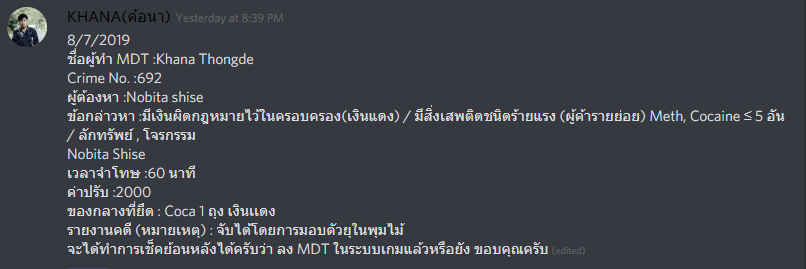 KHANA(ค้อนา) Yesterday at 8:39 PM
8/7/2019
ชื่อผู้ทำ MDT :Khana Thongde
Crime No. :692
ผู้ต้องหา :Nobita shise
ข้อกล่าวหา :มีเงินผิดกฎหมายไว้ในครอบครอง(เงินแดง) / มีสิ่งเสพติดชนิดร้ายแรง (ผู้ค้ารายย่อย) Meth, Cocaine ≤ 5 อัน
/ ลักทรัพย์ , โจรกรรม
Nobita Shise
เวลาจำโทษ :60 นาที
ค่าปรับ :2000
ของกลางที่ยึด : Coca 1 ถุง เงินแดง
รายงานคดี (หมายเหตุ) : จับได้โดยการมอบตัวยุในพุมไม้
จะได้ทำการเช็คย้อนหลังได้ครับว่า ลง MDT ในระบบเกมแล้วหรือยัง ขอบคุณครับ (edited)